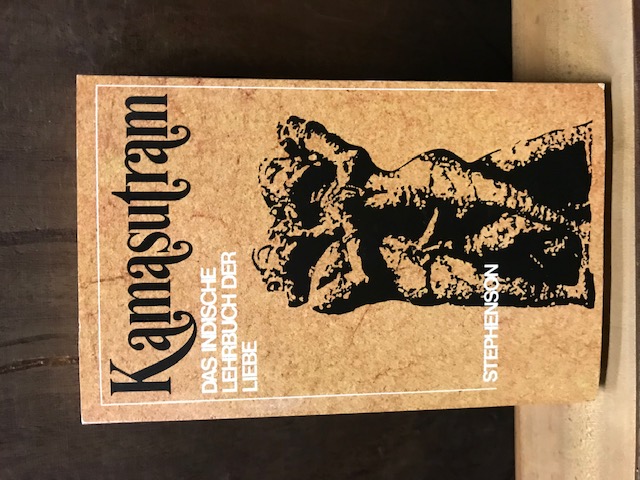 Kamasutram
DAS INDISCHE
LEHRBUCH DER
LIEBE
STEPHENSON